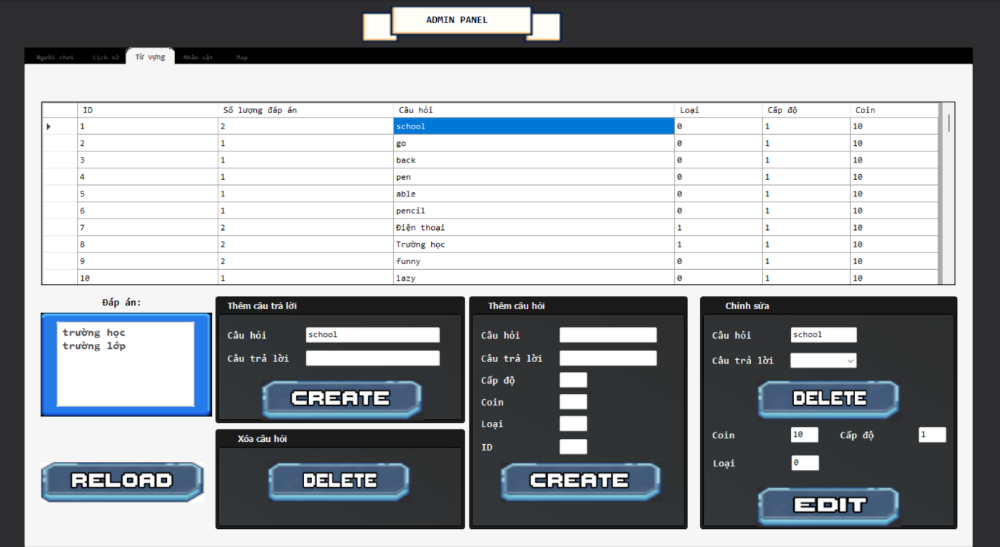 ADMIN PANEL
Người chơi Lịch sử Từ vựng Nhân vật Map
ID Số lượng đáp án Câu hỏi Loại Cấp độ Coin
1 2 school 0 1 10
2 1 go 0 1 10
3 1 back 0 1 10
4 1 pen 0 1 10
5 1 able 0 1 10
6 1 pencil 0 1 10
7 2 Điện thoại 1 1 10
8 2 Trường học 1 1 10
9 2 funny 0 1 10
10 1 lazy 0 1 10
Đáp án:
trường học
trường lớp
RELOAD
Thêm câu trả lời
Câu hỏi school
Câu trả lời
CREATE
Xóa câu hỏi
DELETE
Thêm câu hỏi
Câu hỏi
Câu trả lời
Cấp độ
Coin
Loại
ID
CREATE
Chỉnh sửa
Câu hỏi school
Câu trả lời
DELETE
Coin 10 Cấp độ 1
Loại 0
EDIT